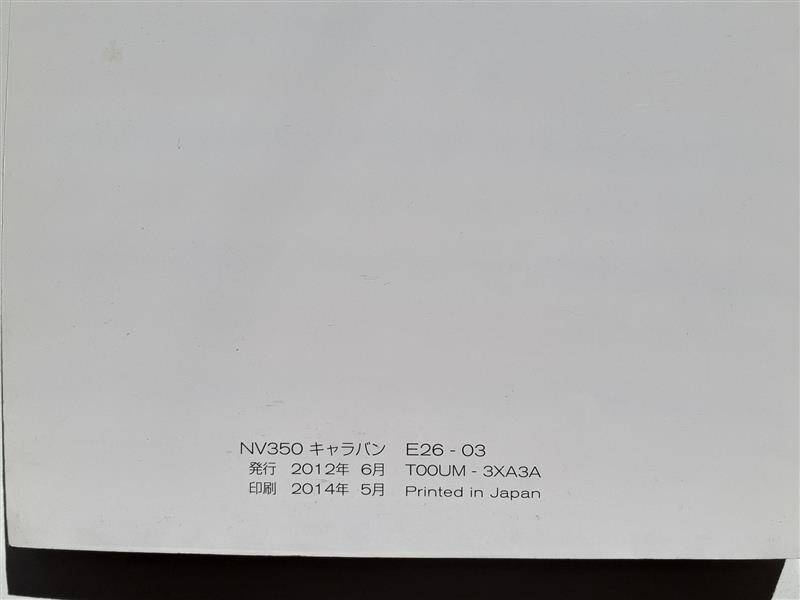 NV350 キャラバン E26 - 03
発行 2012年 6月 T00UM - 3XA3A
印刷 2014年 5月 Printed in Japan